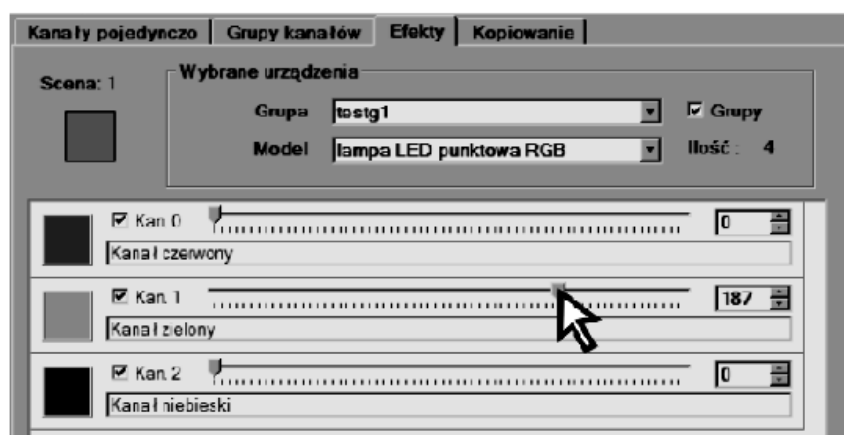 Kanały pojedynczo Grupy kanałów Efekty Kopiowanie
Scena: 1 Wybrane urządzenia
Grupa testg1 Grupy
Model lampa LED punktowa RGB Ilość : 4
Kan. 0 0
Kanał czerwony
Kan. 1 187
Kanał zielony
Kan. 2 0
Kanał niebieski